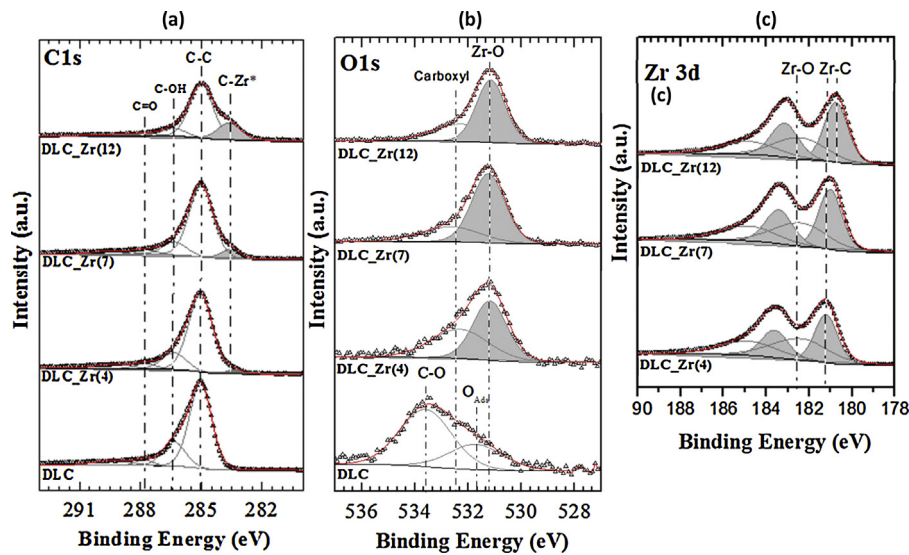 (a)
C1s
C-C
C-Zr*
C-OH
C=O
DLC_Zr(12)
DLC_Zr(7)
DLC_Zr(4)
DLC
Intensity (a.u.)
291 288 285 282
Binding Energy (eV)
(b)
O1s
Zr-O
Carboxyl
DLC_Zr(12)
DLC_Zr(7)
DLC_Zr(4)
C-O
O_Ads
DLC
Intensity (a.u.)
536 534 532 530 528
Binding Energy (eV)
(c)
Zr 3d
(c)
Zr-O
Zr-C
DLC_Zr(12)
DLC_Zr(7)
DLC_Zr(4)
Intensity (a.u.)
90 188 186 184 182 180 178
Binding Energy (eV)